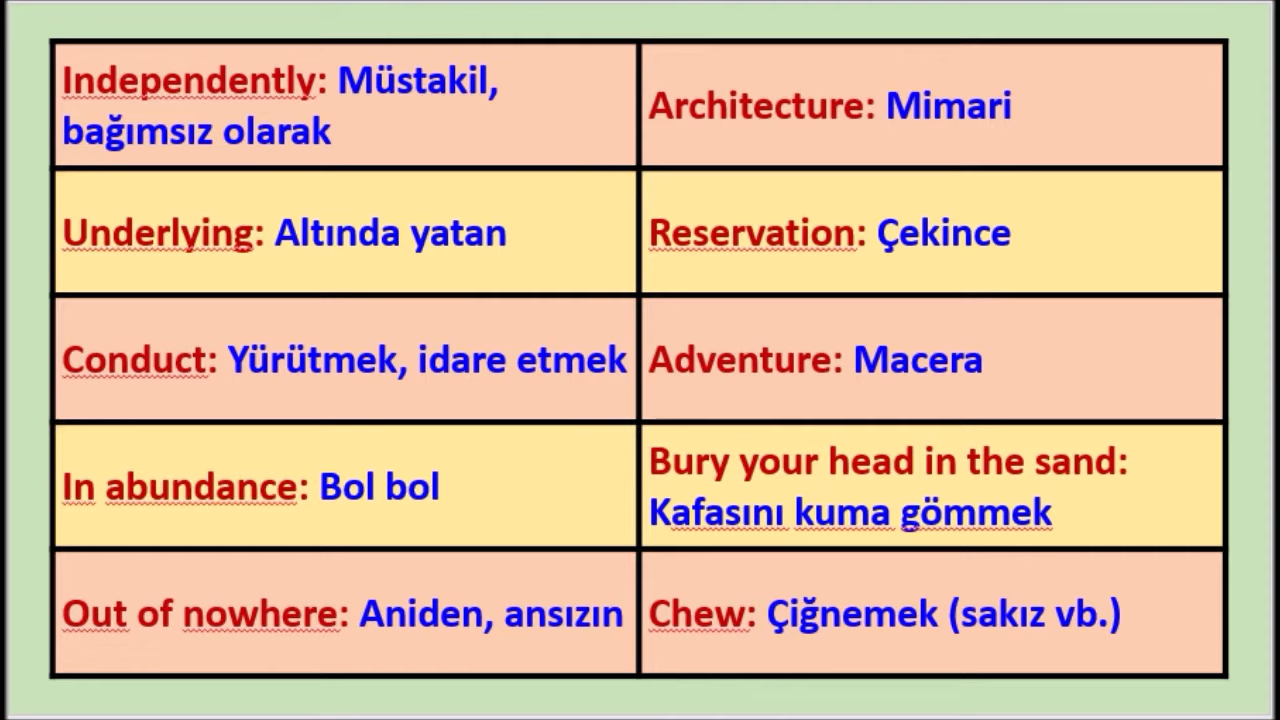 Independently: Müstakil,
bağımsız olarak
Architecture: Mimari
Underlying: Altında yatan
Reservation: Çekince
Conduct: Yürütmek, idare etmek
Adventure: Macera
In abundance: Bol bol
Bury your head in the sand:
Kafasını kuma gömmek
Out of nowhere: Aniden, ansızın
Chew: Çiğnemek (sakız vb.)